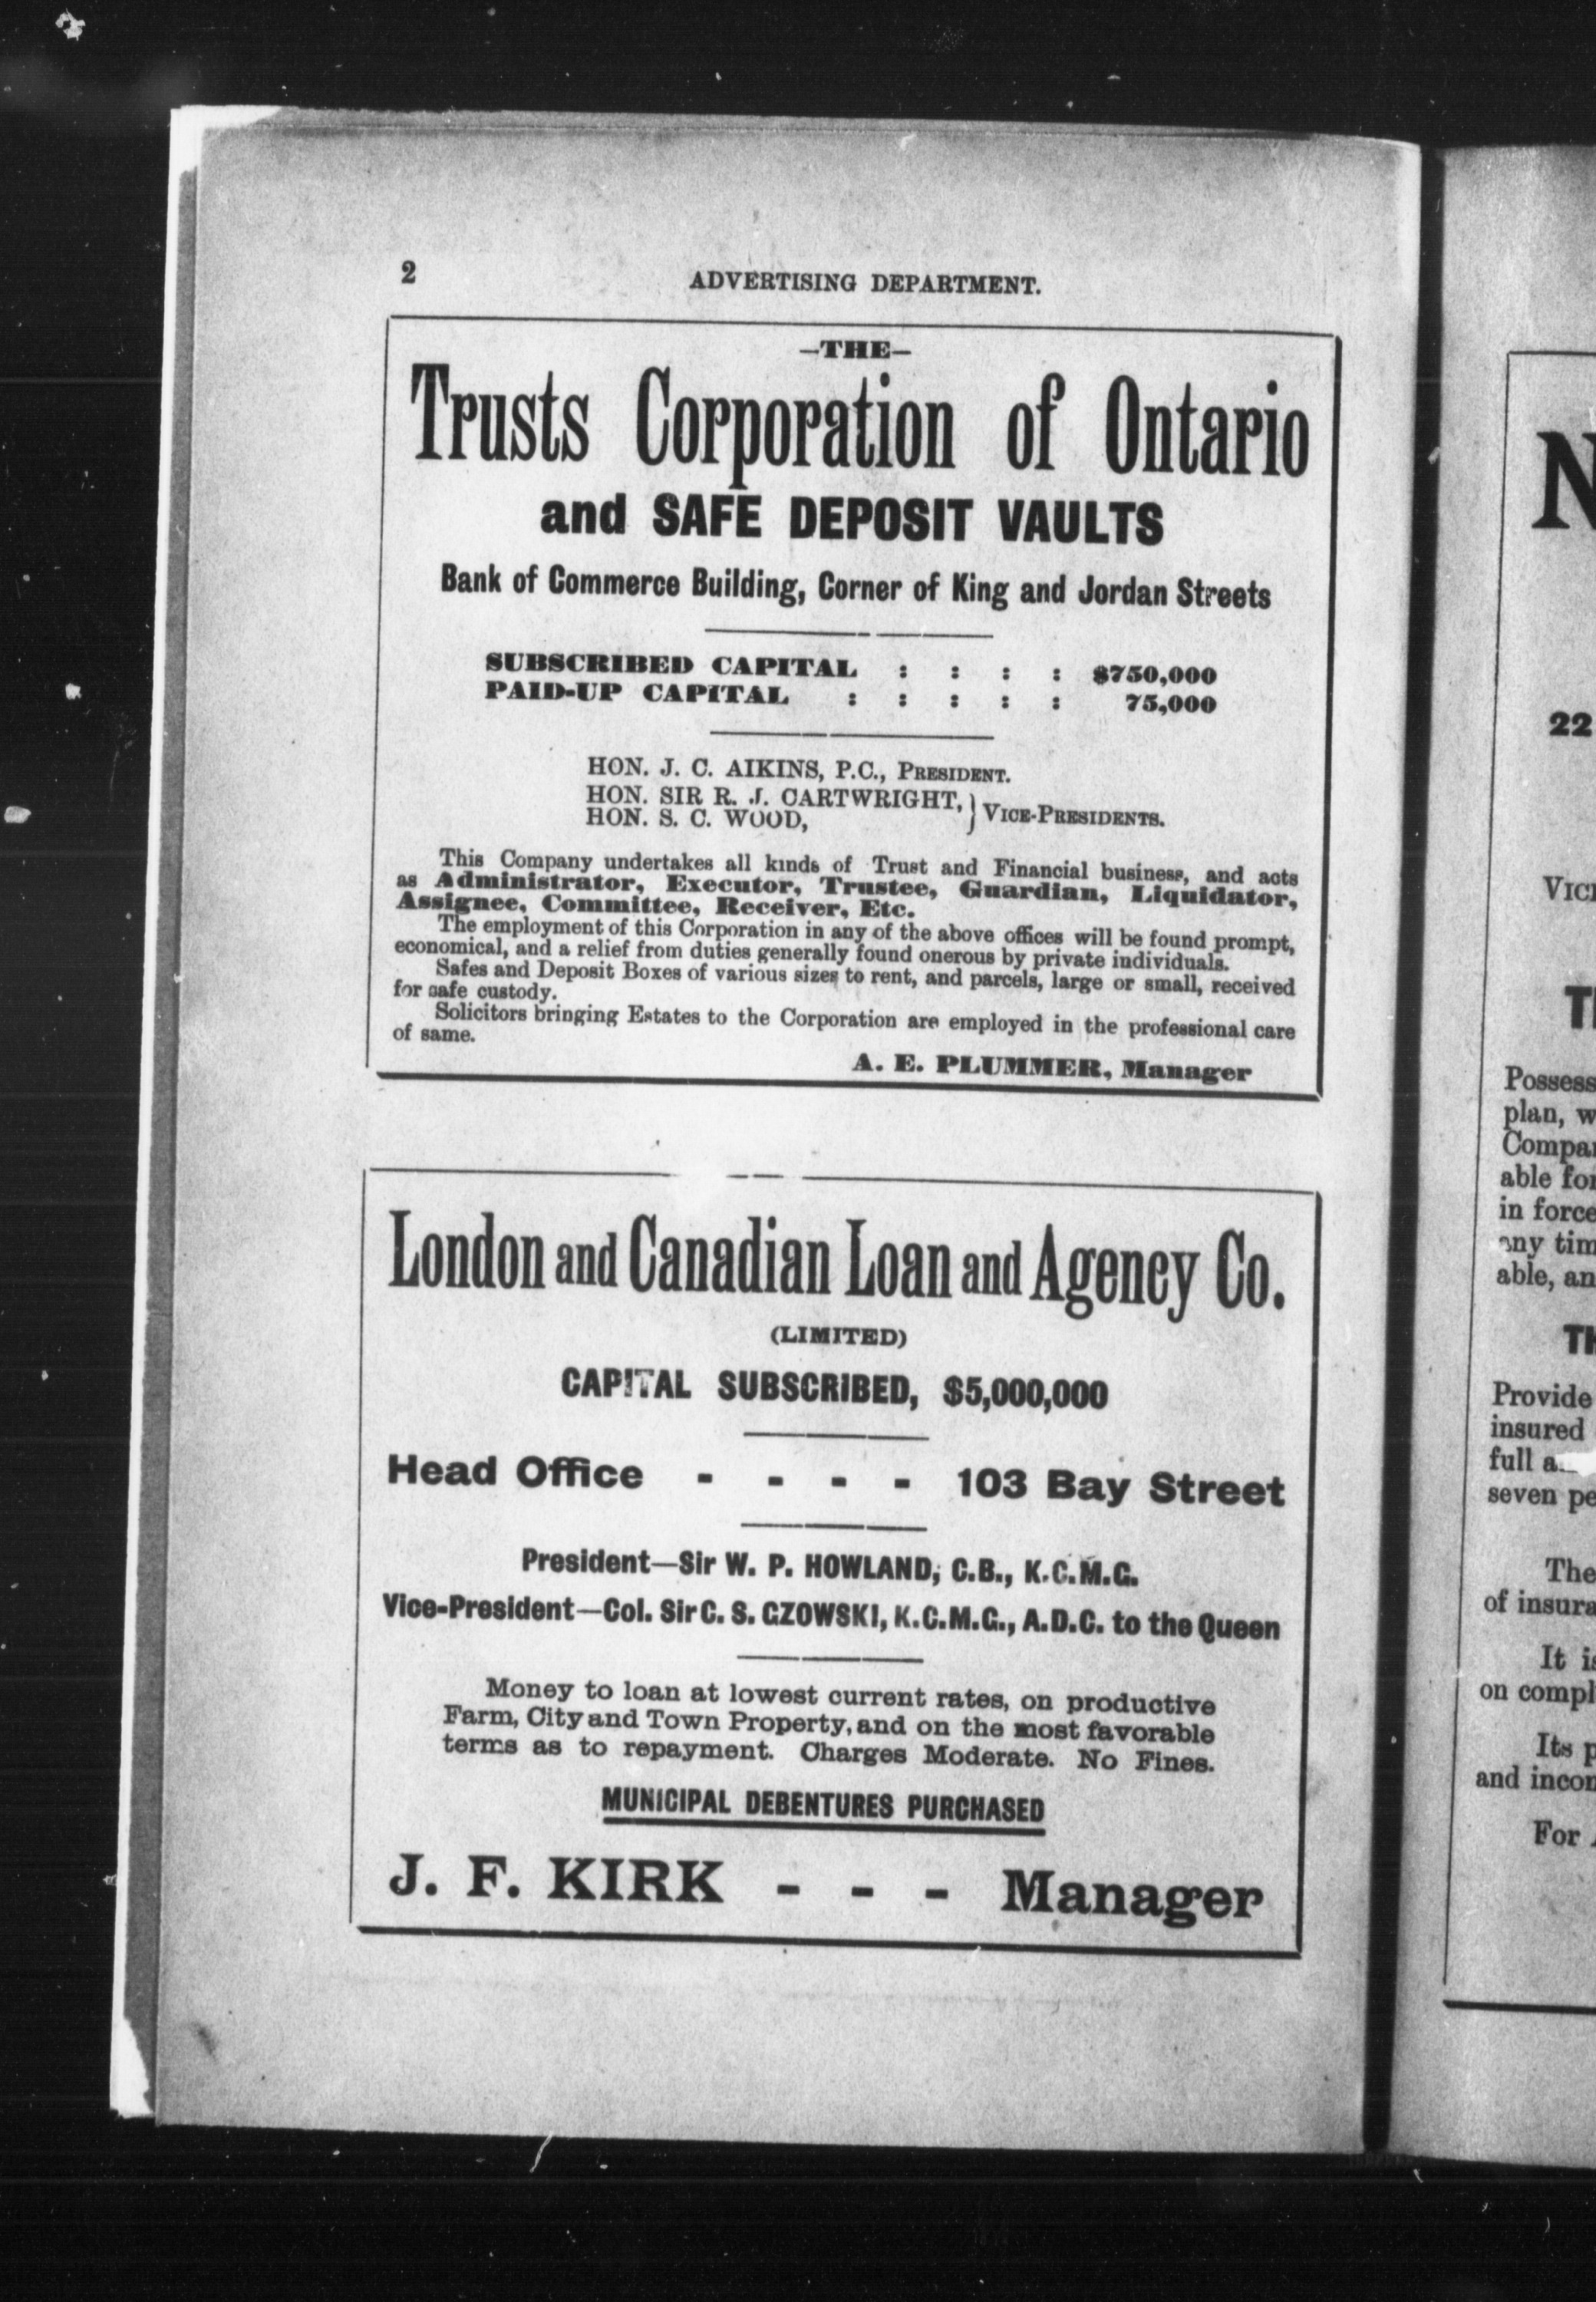 2
ADVERTISING DEPARTMENT.
—THE—
Trusts Corporation of Ontario
and SAFE DEPOSIT VAULTS
Bank of Commerce Building, Corner of King and Jordan Streets
SUBSCRIBED CAPITAL : : : : $750,000
PAID-UP CAPITAL : : : : : 75,000
HON. J. C. AIKINS, P.C., PRESIDENT.
HON. SIR R. J. CARTWRIGHT, } VICE-PRESIDENTS.
HON. S. C. WOOD,
This Company undertakes all kinds of Trust and Financial business, and acts
as Administrator, Executor, Trustee, Guardian, Liquidator,
Assignee, Committee, Receiver, Etc.
The employment of this Corporation in any of the above offices will be found prompt,
economical, and a relief from duties generally found onerous by private individuals.
Safes and Deposit Boxes of various sizes to rent, and parcels, large or small, received
for safe custody.
Solicitors bringing Estates to the Corporation are employed in the professional care
of same.
A. E. PLUMMER, Manager
London and Canadian Loan and Agency Co.
(LIMITED)
CAPITAL SUBSCRIBED, $5,000,000
Head Office - - - - 103 Bay Street
President—Sir W. P. HOWLAND, C.B., K.C.M.G.
Vice-President—Col. Sir C. S. GZOWSKI, K.C.M.G., A.D.C. to the Queen
Money to loan at lowest current rates, on productive
Farm, City and Town Property, and on the most favorable
terms as to repayment. Charges Moderate. No Fines.
MUNICIPAL DEBENTURES PURCHASED
J. F. KIRK - - - Manager
N
22
VICE
TH
Possess
plan, w
Compan
able for
in force
any tim
able, an
TH
Provide
insured
full a
seven pe
The
of insura
It is
on compl
Its p
and incon
For